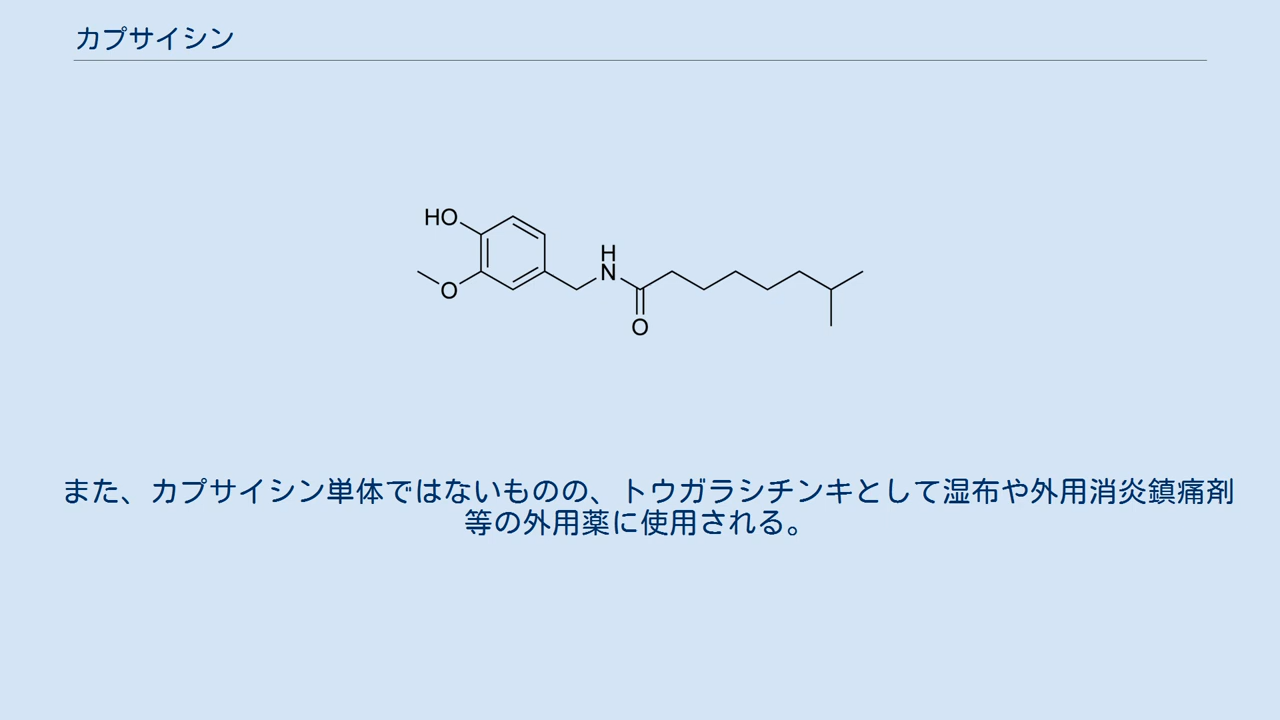 カプサイシン
HO
H
N
O
O
また、カプサイシン単体ではないものの、トウガラシチンキとして湿布や外用消炎鎮痛剤
等の外用薬に使用される。